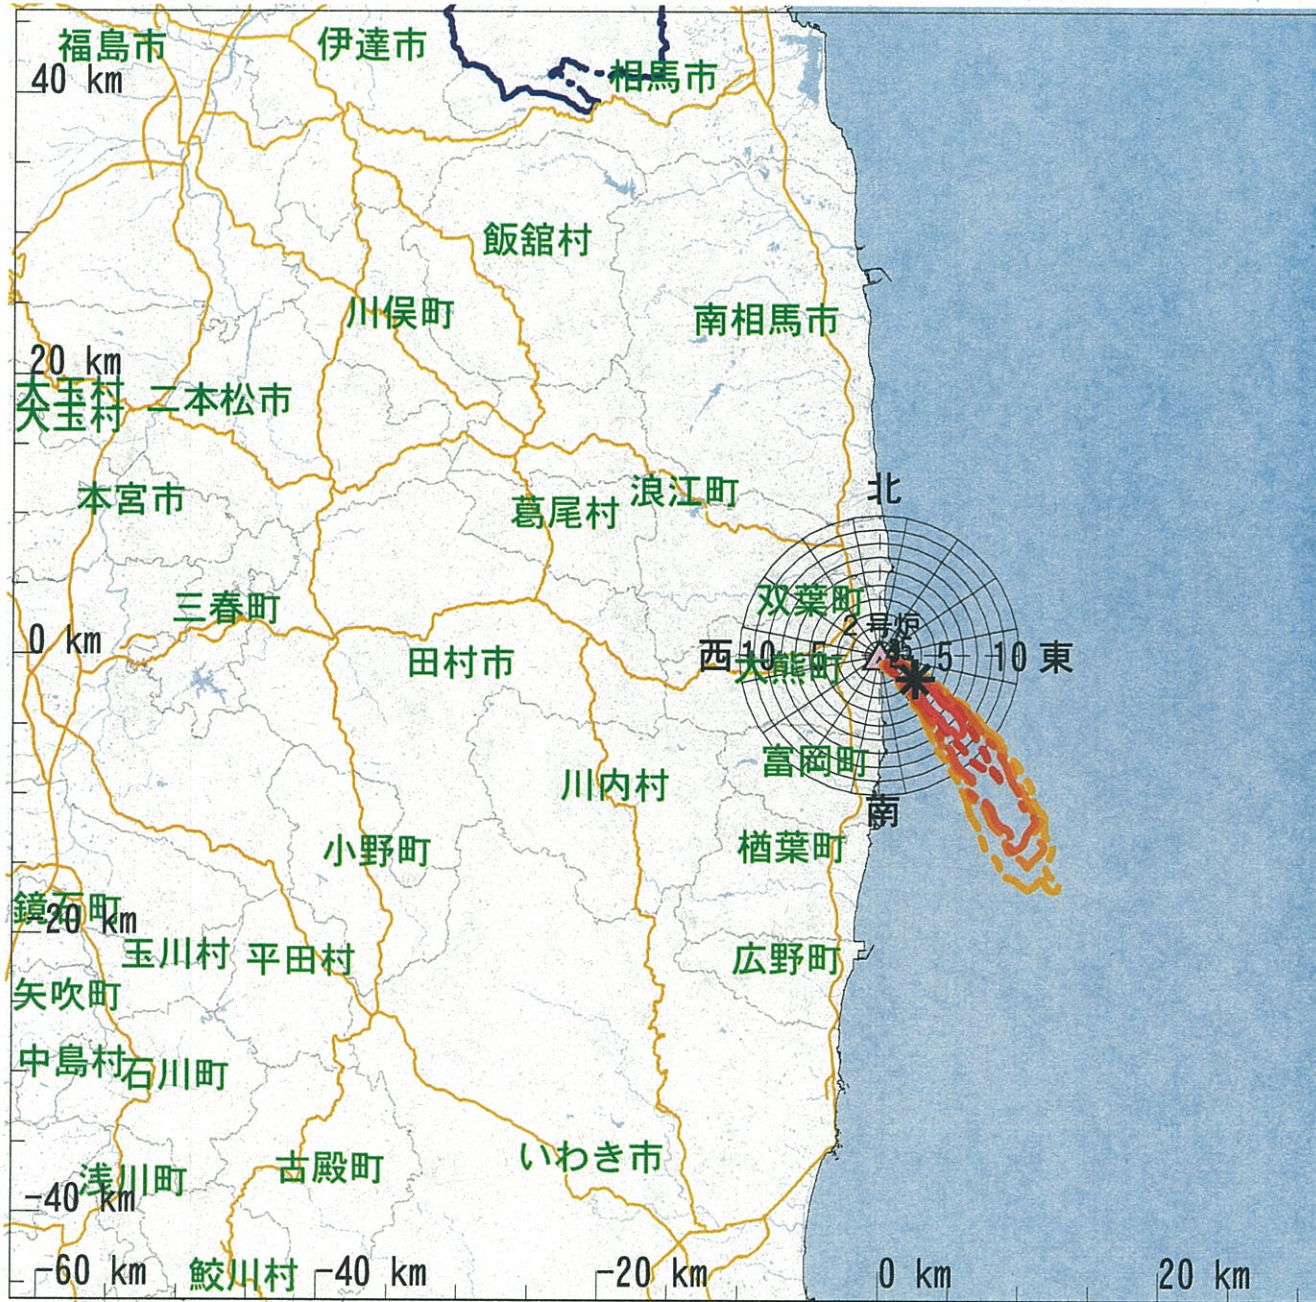 福島市 伊達市
40 km 相馬市
飯舘村
川俣町 南相馬市
20 km
大玉村 二本松市
大玉村
本宮市 葛尾村 浪江町 北
三春町 双葉町
2号炉
0 km 田村市 西 10 5 大熊町 5 10 東
川内村 富岡町
南
小野町 楢葉町
鏡石町
-20 km
玉川村 平田村 広野町
矢吹町
中島村 石川町
浅川町 古殿町 いわき市
-40 km
-60 km 鮫川村 -40 km -20 km 0 km 20 km